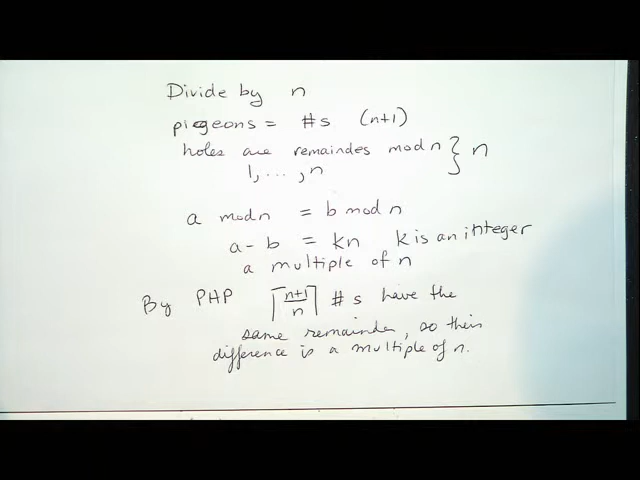 Divide by n
pigeons = #s (n+1)
holes are remaindes mod n } n
1, ..., n
a mod n = b mod n
a - b = kn k is an integer
a multiple of n
By PHP ⌈(n+1)/n⌉ #s have the
same remainder, so their
difference is a multiple of n.